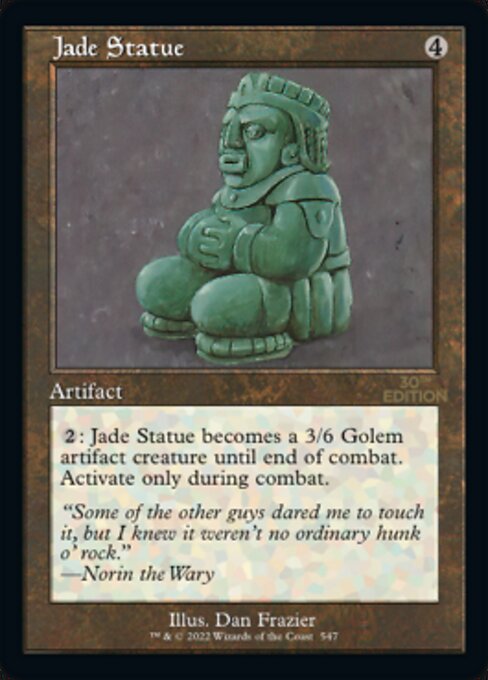 Jade Statue 4
Artifact
30TH EDITION
2: Jade Statue becomes a 3/6 Golem
artifact creature until end of combat.
Activate only during combat.
“Some of the other guys dared me to touch
it, but I knew it weren’t no ordinary hunk
o’ rock.”
—Norin the Wary
Illus. Dan Frazier
™ & © 2022 Wizards of the Coast 547